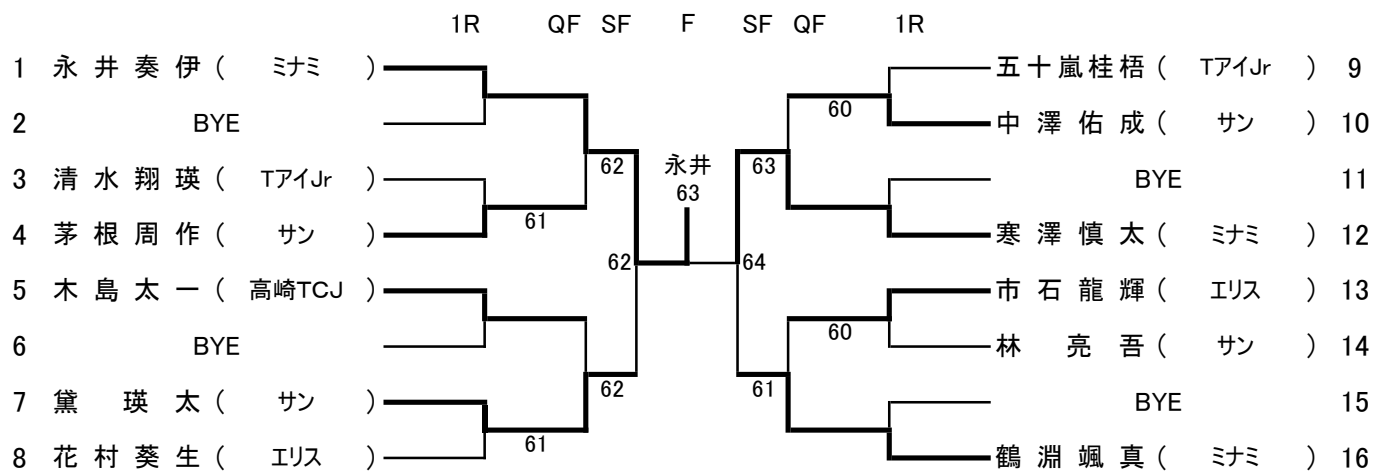 1R QF SF F SF QF 1R
1 永井奏伊 ( ミナミ ) 五十嵐桂梧 ( TアイJr ) 9
60
2 BYE 中澤佑成 ( サン ) 10
62 永井 63
3 清水翔瑛 ( TアイJr ) BYE 11
61 63
4 茅根周作 ( サン ) 寒澤慎太 ( ミナミ ) 12
62 64
5 木島太一 ( 高崎TCJ ) 市石龍輝 ( エリス ) 13
60
6 BYE 林亮吾 ( サン ) 14
62 61
7 黛瑛太 ( サン ) BYE 15
61
8 花村葵生 ( エリス ) 鶴淵颯真 ( ミナミ ) 16